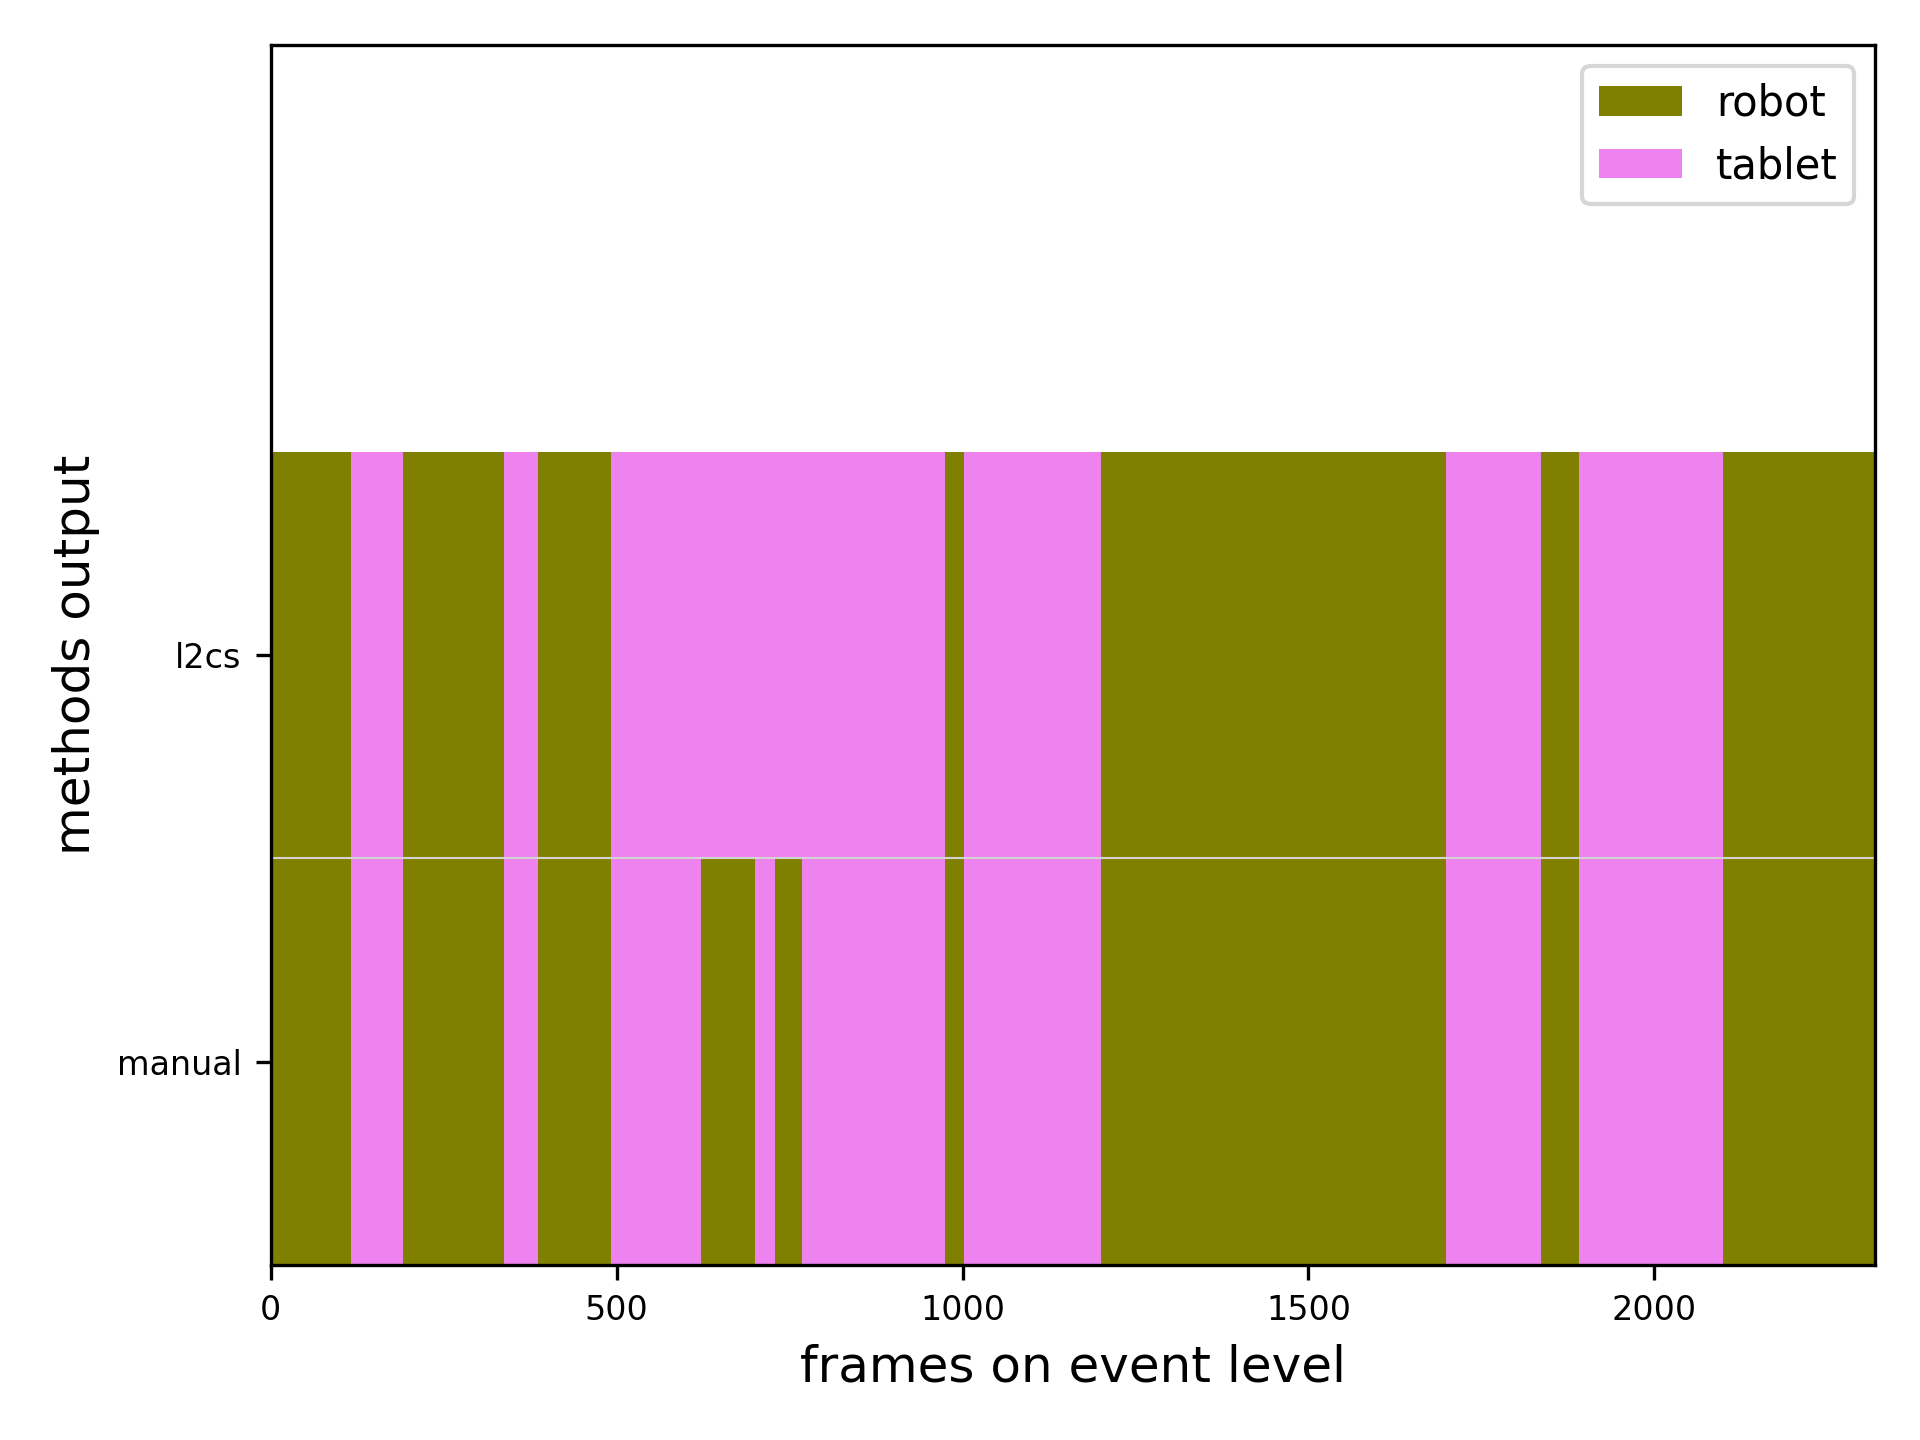 robot
tablet
methods output
l2cs
manual
0 500 1000 1500 2000
frames on event level